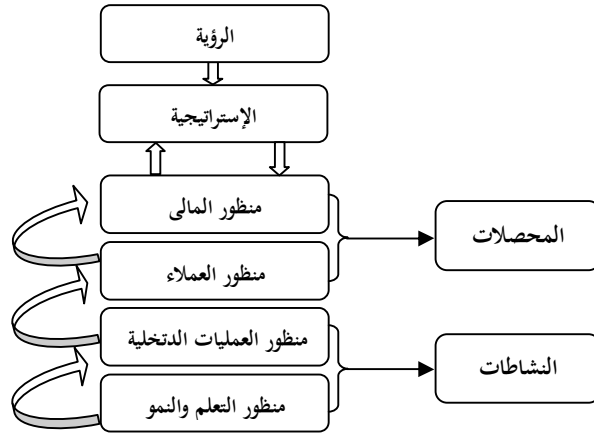 الرؤية
الإستراتيجية
منظور المالى
منظور العملاء
المحصلات
منظور العمليات الدتخلية
منظور التعلم والنمو
النشاطات